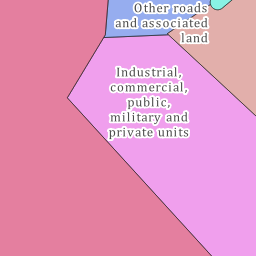 Other roads
and associated
land
Industrial,
commercial,
public,
military and
private units